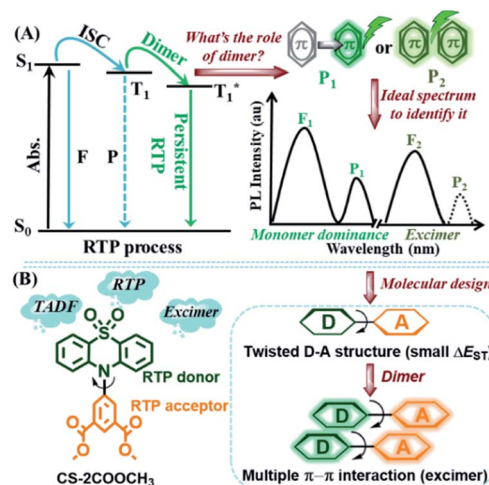 (A)
ISC
Dimer
What's the role
of dimer?
π
π
or
π
π
P1
P2
S1
T1
T1*
Ideal spectrum
to identify it
Abs.
F
P
Persistent
RTP
S0
RTP process
PL Intensity (au)
F1
P1
F2
P2
Monomer dominance
Excimer
Wavelength (nm)
(B)
TADF
RTP
Excimer
O
S
O
N
RTP donor
RTP acceptor
O
O
O
O
CS-2COOCH3
Molecular design
D
A
Twisted D-A structure (small ΔEST)
Dimer
D
A
D
A
Multiple π–π interaction (excimer)